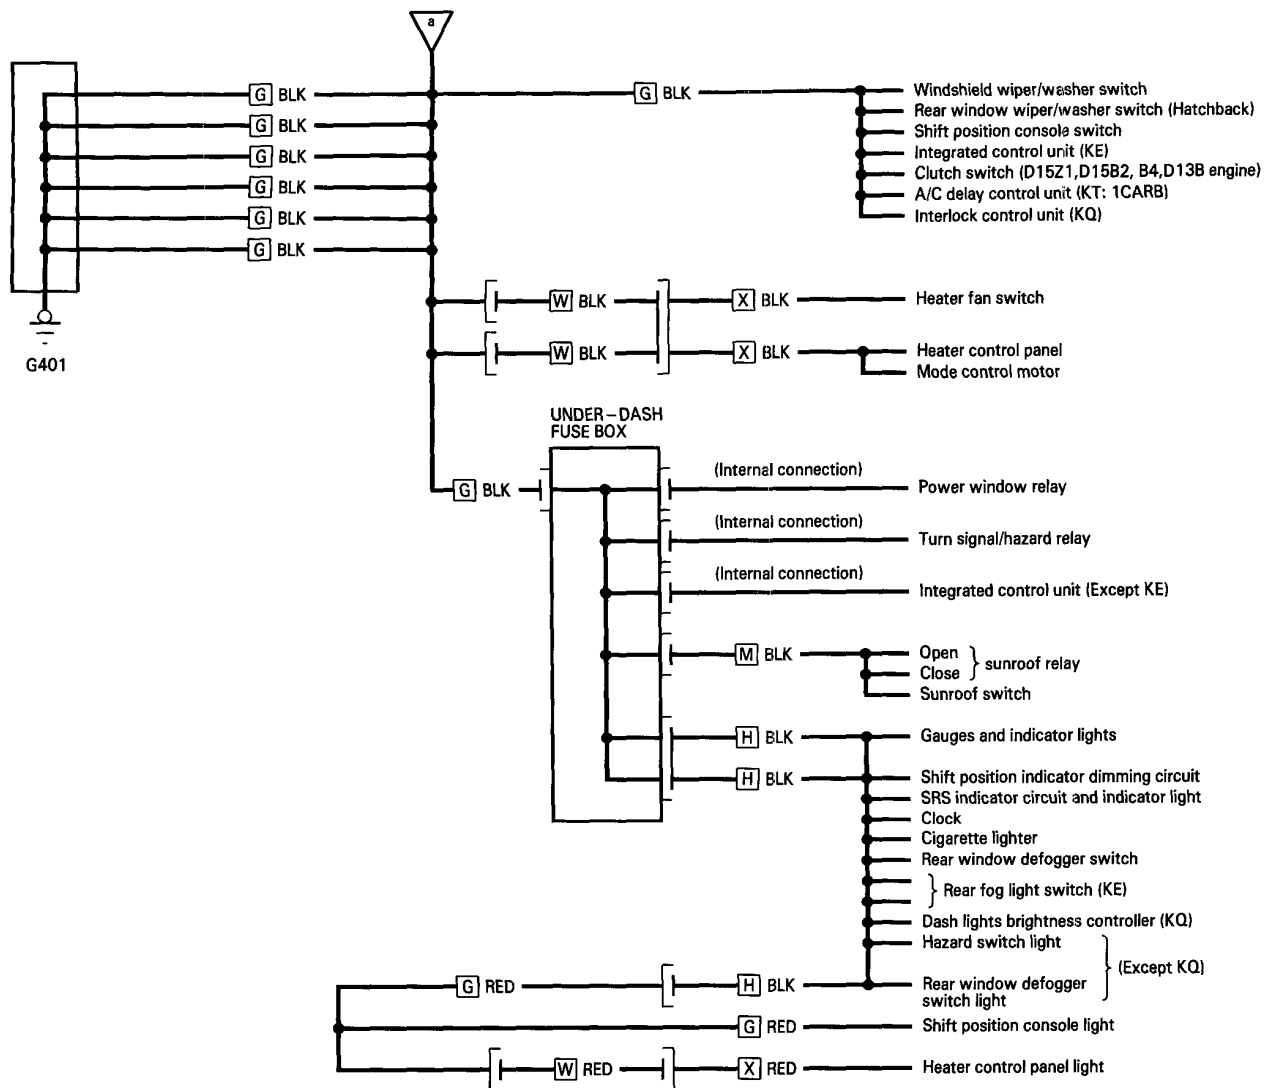 a
G BLK
G BLK
Windshield wiper/washer switch
Rear window wiper/washer switch (Hatchback)
G BLK
Shift position console switch
G BLK
Integrated control unit (KE)
Clutch switch (D15Z1,D15B2, B4,D13B engine)
G BLK
A/C delay control unit (KT: 1CARB)
G BLK
Interlock control unit (KQ)
G BLK
W BLK
X BLK
Heater fan switch
G401
W BLK
X BLK
Heater control panel
Mode control motor
UNDER–DASH
FUSE BOX
(Internal connection)
G BLK
Power window relay
(Internal connection)
Turn signal/hazard relay
(Internal connection)
Integrated control unit (Except KE)
M BLK
Open
Close
sunroof relay
Sunroof switch
H BLK
Gauges and indicator lights
H BLK
Shift position indicator dimming circuit
SRS indicator circuit and indicator light
Clock
Cigarette lighter
Rear window defogger switch
Rear fog light switch (KE)
Dash lights brightness controller (KQ)
Hazard switch light
(Except KQ)
G RED
H BLK
Rear window defogger
switch light
G RED
Shift position console light
W RED
X RED
Heater control panel light